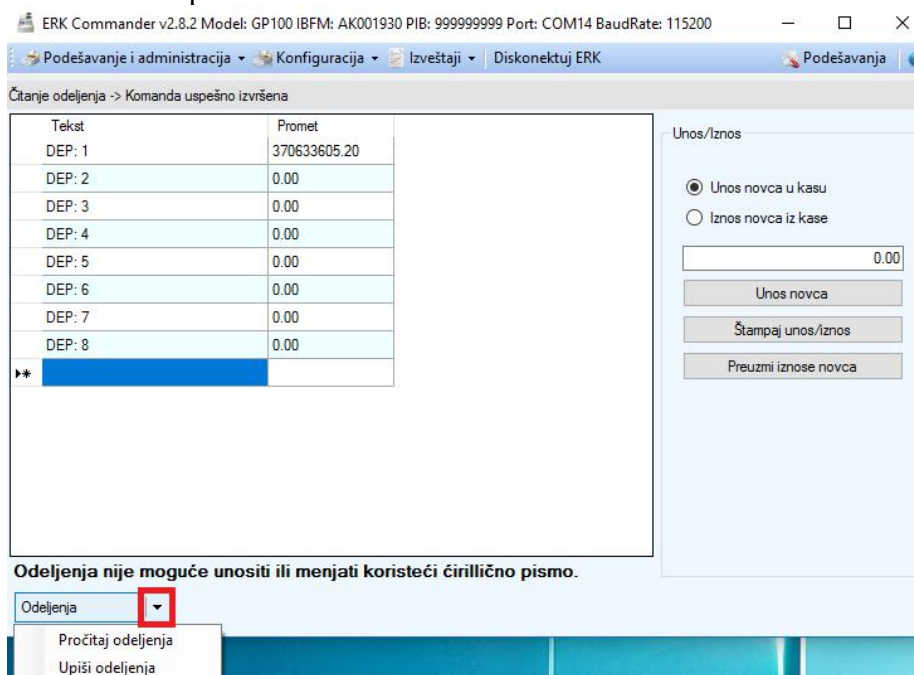 ERK Commander v2.8.2 Model: GP100 IBFM: AK001930 PIB: 999999999 Port: COM14 BaudRate: 115200
Podešavanje i administracija Konfiguracija Izveštaji Diskonektuj ERK Podešavanja
Čitanje odeljenja -> Komanda uspešno izvršena
Tekst Promet
DEP: 1 370633605.20
DEP: 2 0.00
DEP: 3 0.00
DEP: 4 0.00
DEP: 5 0.00
DEP: 6 0.00
DEP: 7 0.00
DEP: 8 0.00
Unos/Iznos
Unos novca u kasu
Iznos novca iz kase
0.00
Unos novca
Štampaj unos/iznos
Preuzmi iznose novca
Odeljenja nije moguće unositi ili menjati koristeći ćirillično pismo.
Odeljenja
Pročitaj odeljenja
Upiši odeljenja